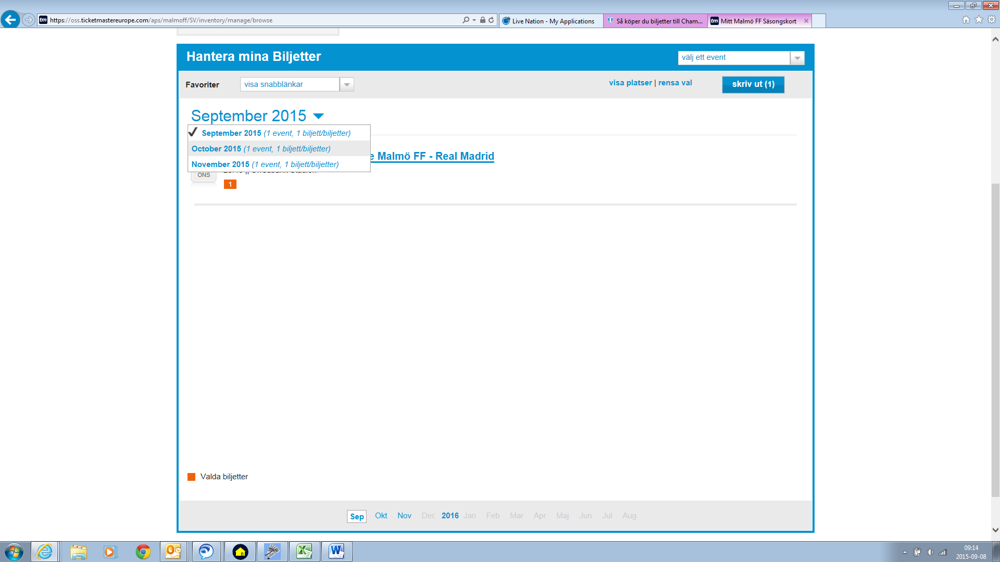 https://oss.ticketmastereurope.com/aps/malmoff/SV/inventory/manage/browse
Live Nation - My Applications
Så köper du biljetter till Cham...
tm Mitt Malmö FF Säsongskort
Hantera mina Biljetter
välj ett event
Favoriter
visa snabblänkar
visa platser | rensa val
skriv ut (1)
September 2015
September 2015 (1 event, 1 biljett/biljetter)
October 2015 (1 event, 1 biljett/biljetter)
November 2015 (1 event, 1 biljett/biljetter)
e Malmö FF - Real Madrid
ONS
1
Valda biljetter
Sep Okt Nov Dec 2016 Jan Feb Mar Apr Maj Jun Jul Aug
09:14
2015-09-08